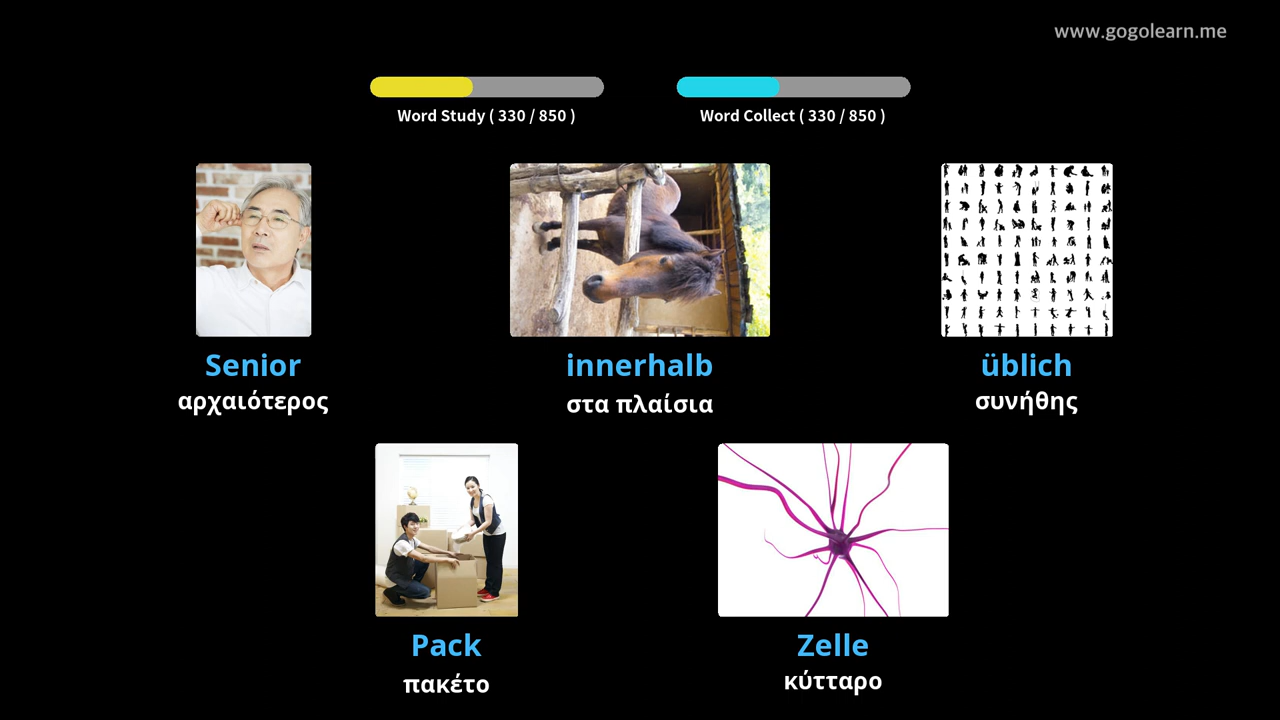 www.gogolearn.me
Word Study ( 330 / 850 )
Word Collect ( 330 / 850 )
Senior
αρχαιότερος
innerhalb
στα πλαίσια
üblich
συνήθης
Pack
πακέτο
Zelle
κύτταρο